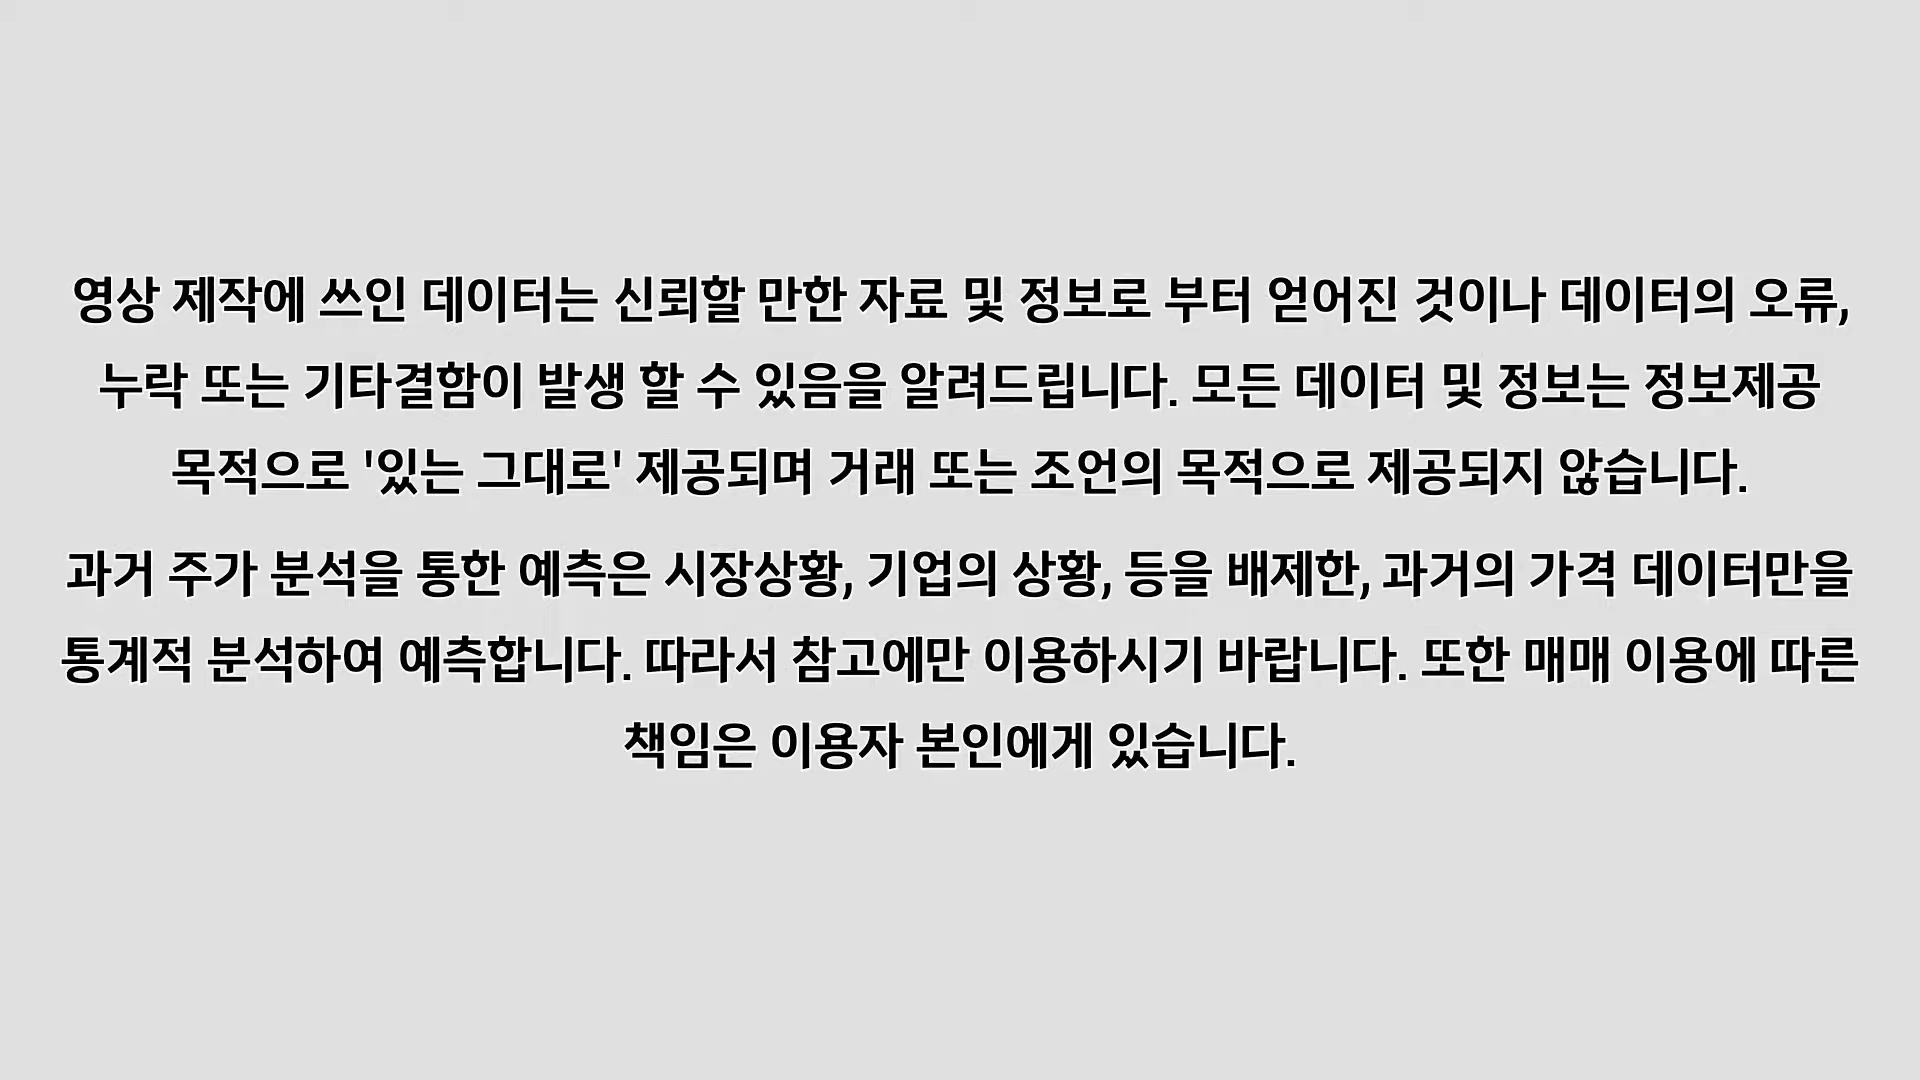 영상 제작에 쓰인 데이터는 신뢰할 만한 자료 및 정보로 부터 얻어진 것이나 데이터의 오류,
누락 또는 기타결함이 발생 할 수 있음을 알려드립니다. 모든 데이터 및 정보는 정보제공
목적으로 '있는 그대로' 제공되며 거래 또는 조언의 목적으로 제공되지 않습니다.
과거 주가 분석을 통한 예측은 시장상황, 기업의 상황, 등을 배제한, 과거의 가격 데이터만을
통계적 분석하여 예측합니다. 따라서 참고에만 이용하시기 바랍니다. 또한 매매 이용에 따른
책임은 이용자 본인에게 있습니다.